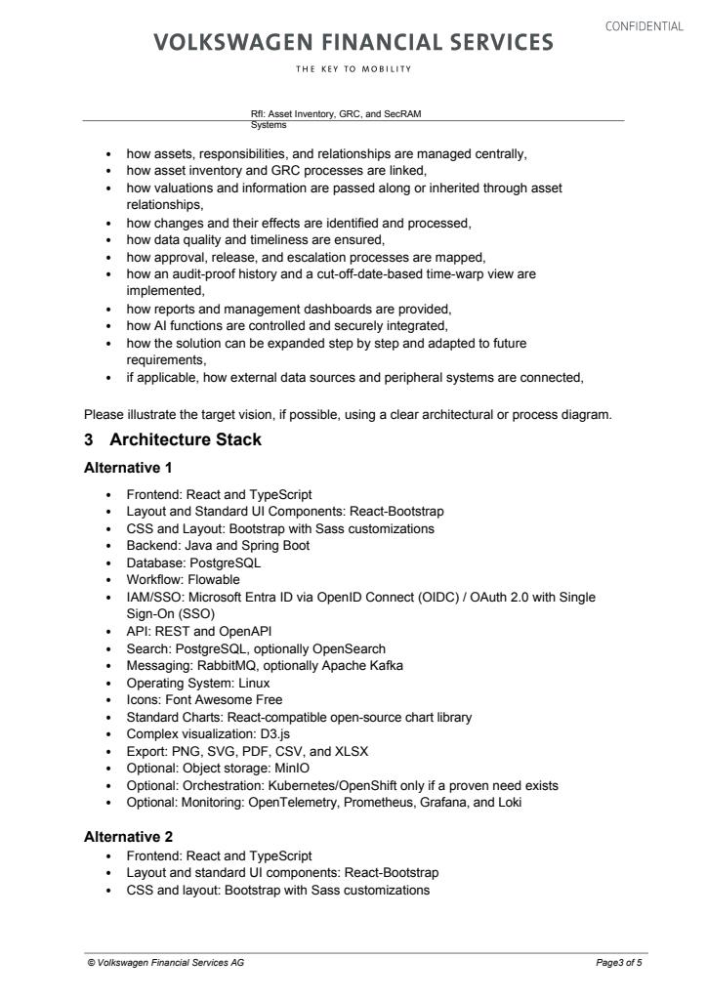 CONFIDENTIAL
VOLKSWAGEN FINANCIAL SERVICES
THE KEY TO MOBILITY
RfI: Asset Inventory, GRC, and SecRAM
Systems
• how assets, responsibilities, and relationships are managed centrally,
• how asset inventory and GRC processes are linked,
• how valuations and information are passed along or inherited through asset
relationships,
• how changes and their effects are identified and processed,
• how data quality and timeliness are ensured,
• how approval, release, and escalation processes are mapped,
• how an audit-proof history and a cut-off-date-based time-warp view are
implemented,
• how reports and management dashboards are provided,
• how AI functions are controlled and securely integrated,
• how the solution can be expanded step by step and adapted to future
requirements,
• if applicable, how external data sources and peripheral systems are connected,
Please illustrate the target vision, if possible, using a clear architectural or process diagram.
3 Architecture Stack
Alternative 1
• Frontend: React and TypeScript
• Layout and Standard UI Components: React-Bootstrap
• CSS and Layout: Bootstrap with Sass customizations
• Backend: Java and Spring Boot
• Database: PostgreSQL
• Workflow: Flowable
• IAM/SSO: Microsoft Entra ID via OpenID Connect (OIDC) / OAuth 2.0 with Single
Sign-On (SSO)
• API: REST and OpenAPI
• Search: PostgreSQL, optionally OpenSearch
• Messaging: RabbitMQ, optionally Apache Kafka
• Operating System: Linux
• Icons: Font Awesome Free
• Standard Charts: React-compatible open-source chart library
• Complex visualization: D3.js
• Export: PNG, SVG, PDF, CSV, and XLSX
• Optional: Object storage: MinIO
• Optional: Orchestration: Kubernetes/OpenShift only if a proven need exists
• Optional: Monitoring: OpenTelemetry, Prometheus, Grafana, and Loki
Alternative 2
• Frontend: React and TypeScript
• Layout and standard UI components: React-Bootstrap
• CSS and layout: Bootstrap with Sass customizations
© Volkswagen Financial Services AG
Page3 of 5